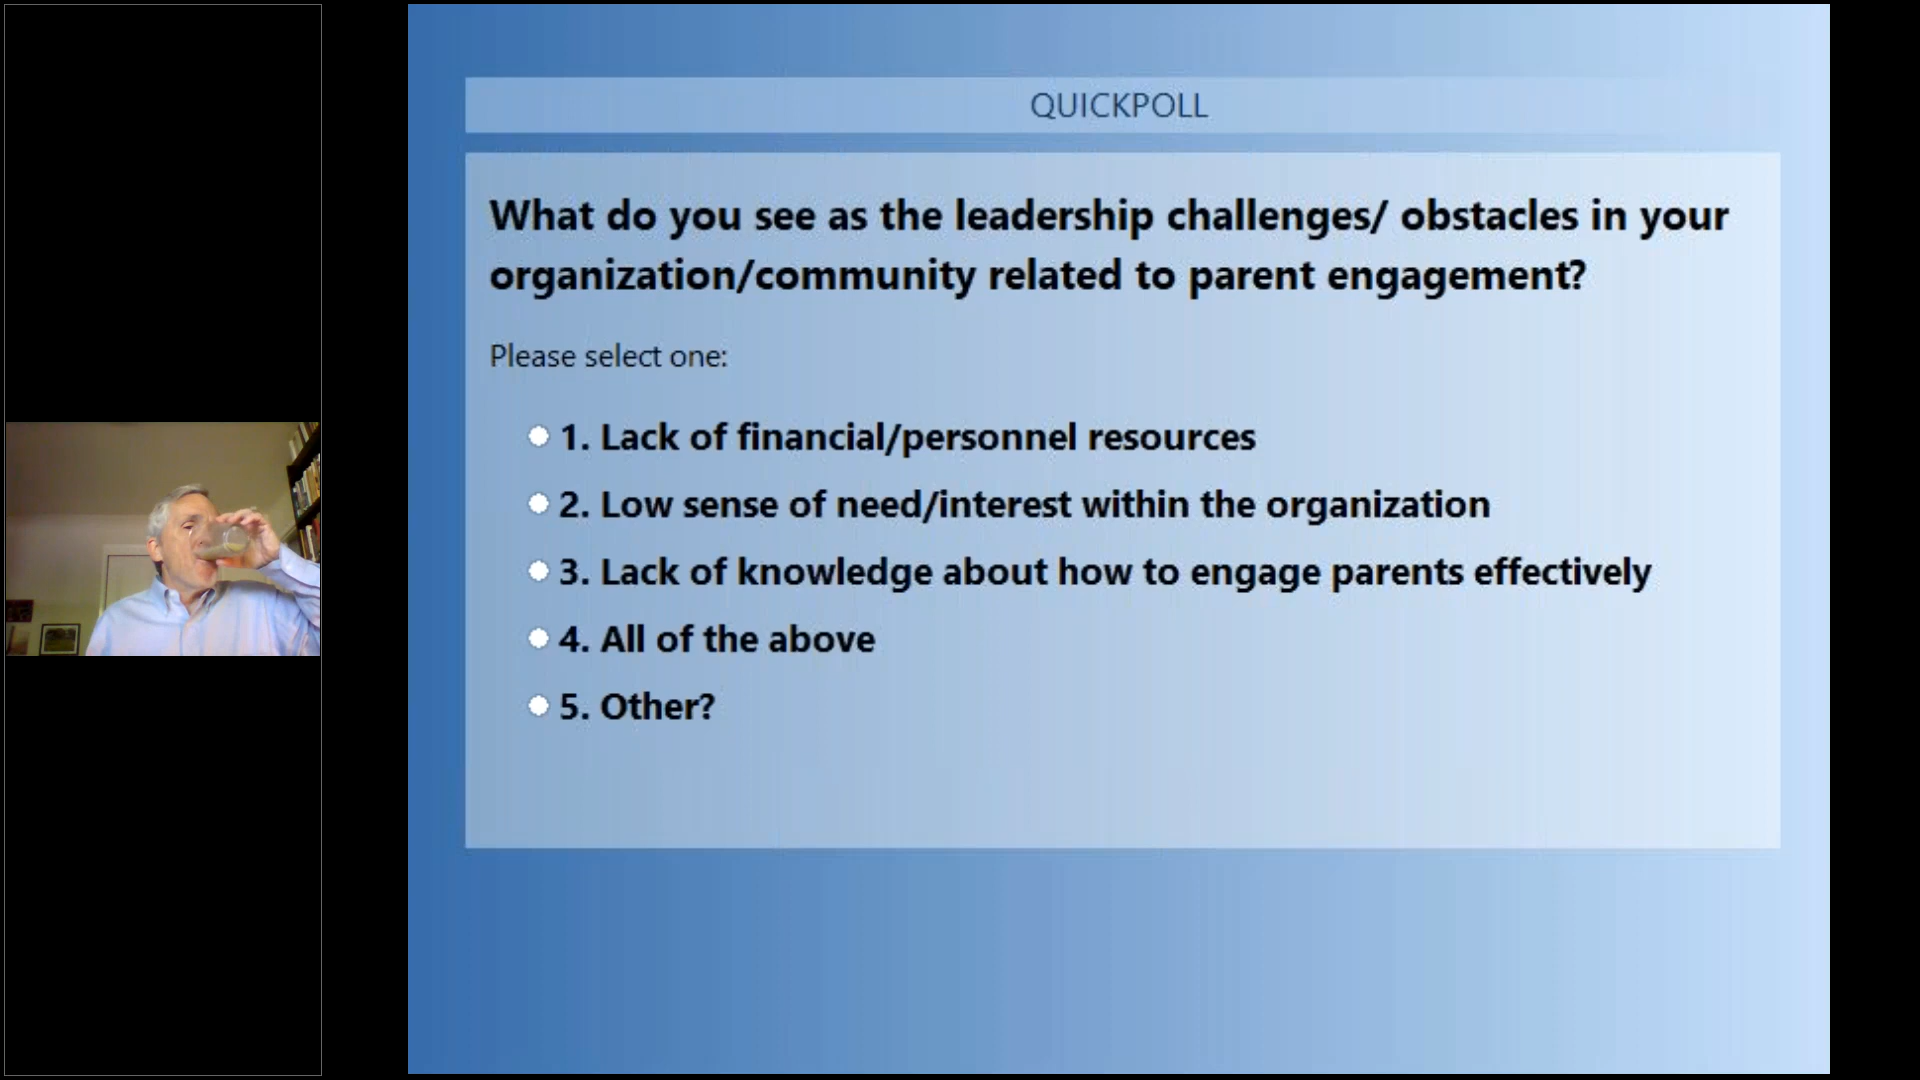 QUICKPOLL
What do you see as the leadership challenges/ obstacles in your
organization/community related to parent engagement?
Please select one:
1. Lack of financial/personnel resources
2. Low sense of need/interest within the organization
3. Lack of knowledge about how to engage parents effectively
4. All of the above
5. Other?